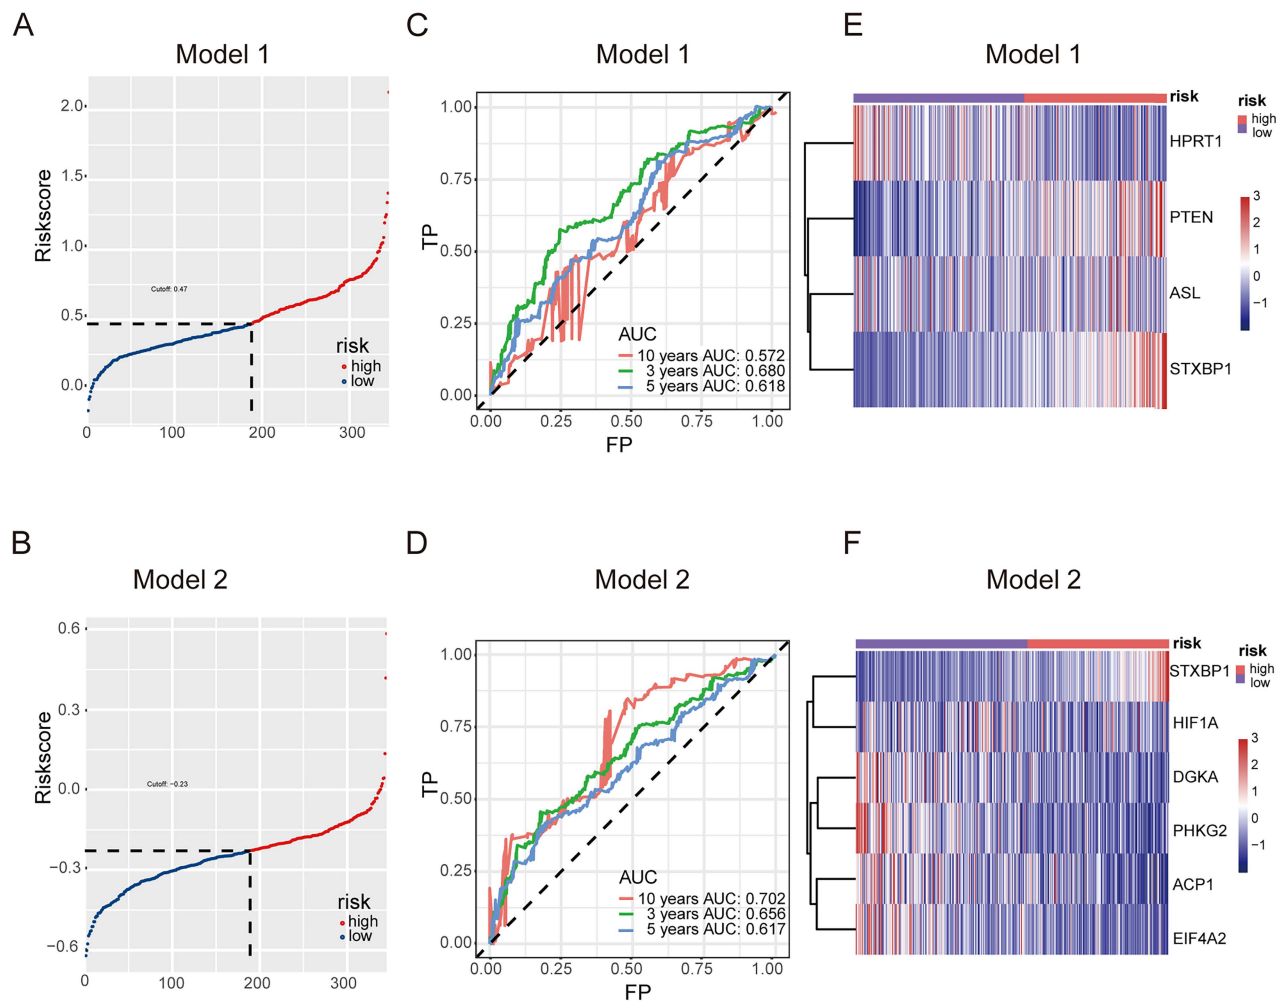 A
Model 1
Riskscore
2.0
1.5
1.0
0.5
0.0
Cutoff: 0.47
risk
high
low
0 100 200 300
C
Model 1
TP
1.00
0.75
0.50
0.25
0.00
AUC
10 years AUC: 0.572
3 years AUC: 0.680
5 years AUC: 0.618
0.00 0.25 0.50 0.75 1.00
FP
E
Model 1
risk
HPRT1
PTEN
ASL
STXBP1
risk
high
low
3
2
1
0
−1
B
Model 2
Riskscore
0.6
0.3
0.0
−0.3
−0.6
Cutoff: −0.23
risk
high
low
0 100 200 300
D
Model 2
TP
1.00
0.75
0.50
0.25
0.00
AUC
10 years AUC: 0.702
3 years AUC: 0.656
5 years AUC: 0.617
0.00 0.25 0.50 0.75 1.00
FP
F
Model 2
risk
STXBP1
HIF1A
DGKA
PHKG2
ACP1
EIF4A2
risk
high
low
3
2
1
0
−1